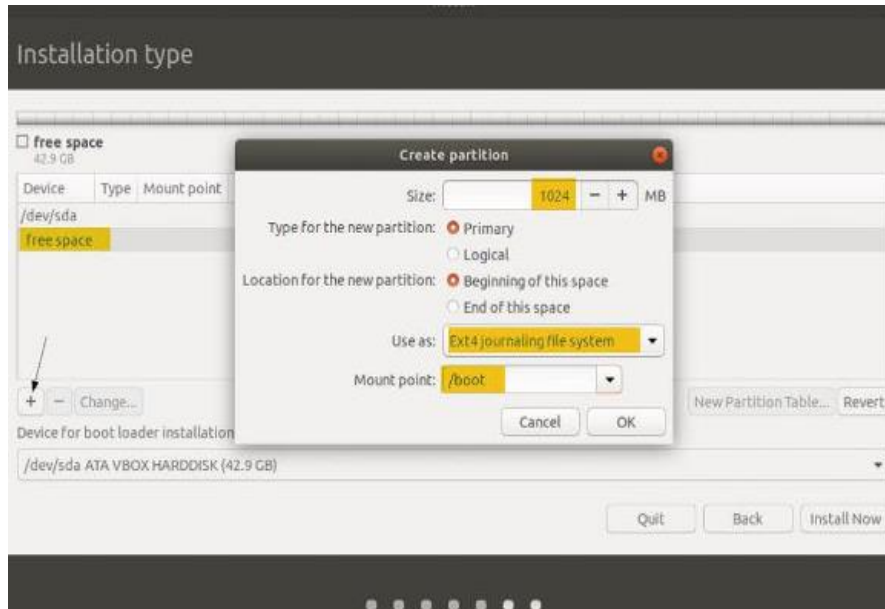 Installation type
free space
42.9 GB
Device Type Mount point
/dev/sda
free space
Create partition
Size: 1024 - + MB
Type for the new partition: Primary
Logical
Location for the new partition: Beginning of this space
End of this space
Use as: Ext4 journaling file system
Mount point: /boot
Cancel OK
+ - Change... New Partition Table... Revert
Device for boot loader installation
/dev/sda ATA VBOX HARDDISK (42.9 GB)
Quit Back Install Now